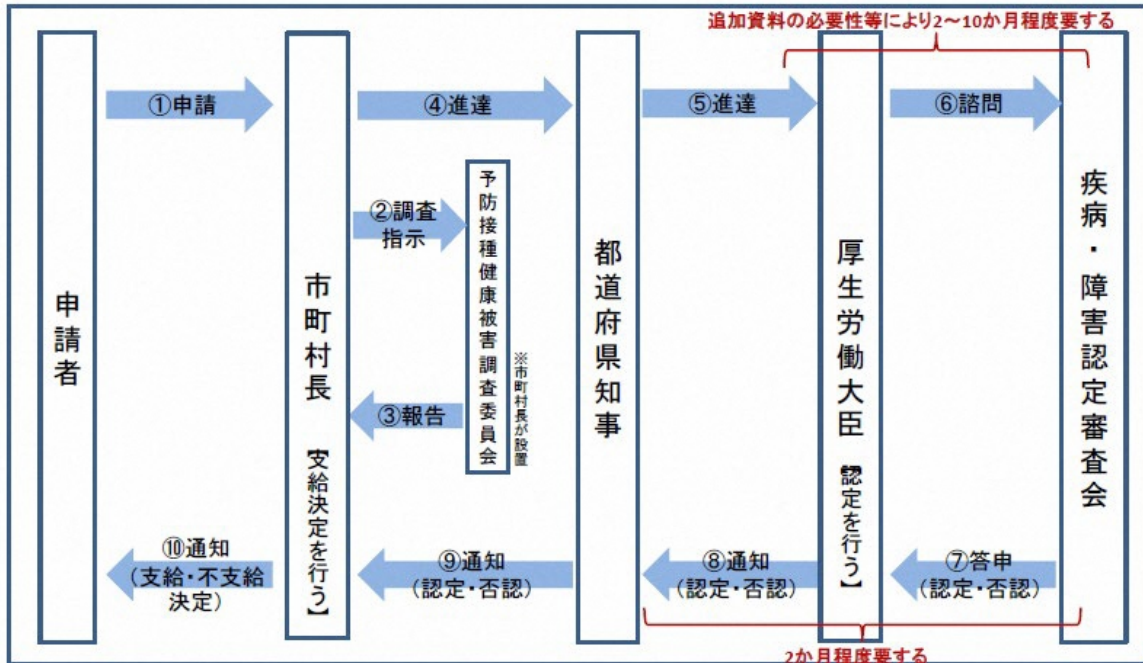 追加資料の必要性等により2～10か月程度要する
①申請
④進達
⑤進達
⑥諮問
②調査
指示
③報告
予防接種健康被害調査委員会
※市町村長が設置
申請者
市町村長
【支給決定を行う】
都道府県知事
厚生労働大臣
【認定を行う】
疾病・障害認定審査会
⑦答申
(認定・否認)
⑧通知
(認定・否認)
⑨通知
(認定・否認)
⑩通知
(支給・不支給
決定)
2か月程度要する